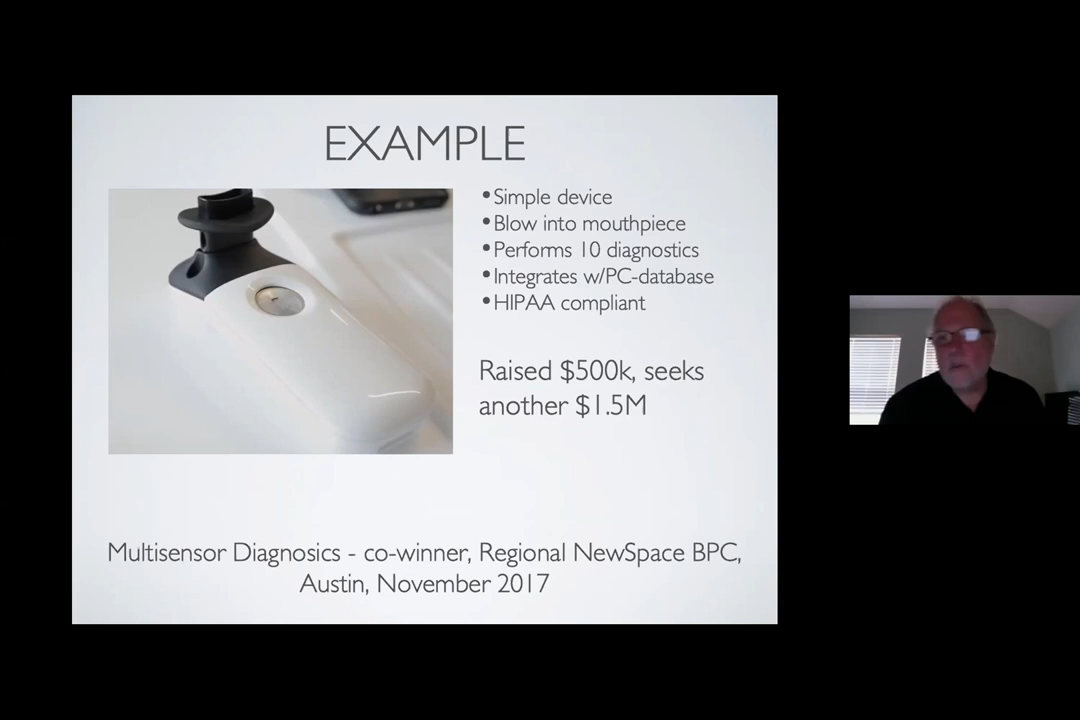 EXAMPLE
•Simple device
•Blow into mouthpiece
•Performs 10 diagnostics
•Integrates w/PC-database
•HIPAA compliant
Raised $500k, seeks
another $1.5M
Multisensor Diagnosics - co-winner, Regional NewSpace BPC,
Austin, November 2017